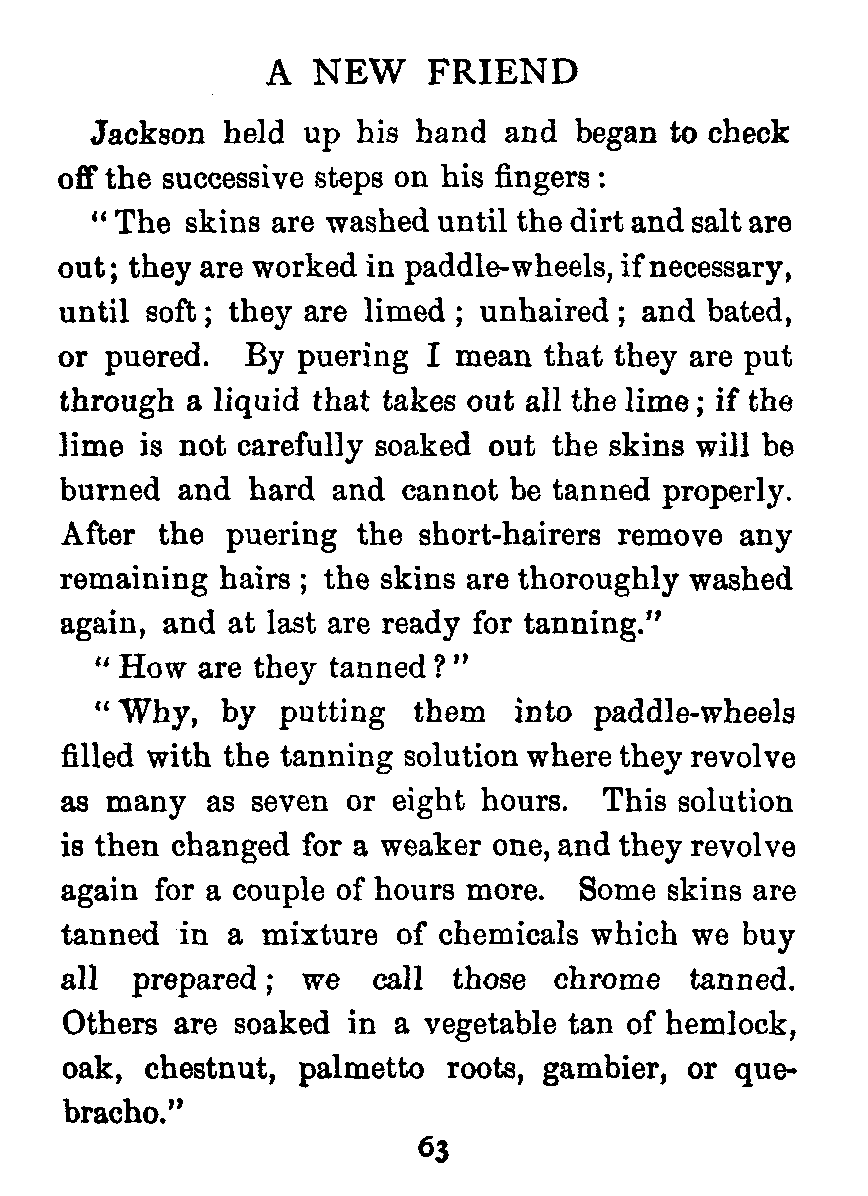 A NEW FRIEND
Jackson held up his hand and began to check
off the successive steps on his fingers :
“ The skins are washed until the dirt and salt are
out ; they are worked in paddle-wheels, if necessary,
until soft ; they are limed ; unhaired ; and bated,
or puered. By puering I mean that they are put
through a liquid that takes out all the lime ; if the
lime is not carefully soaked out the skins will be
burned and hard and cannot be tanned properly.
After the puering the short-hairers remove any
remaining hairs ; the skins are thoroughly washed
again, and at last are ready for tanning.”
“ How are they tanned ? ”
“ Why, by putting them into paddle-wheels
filled with the tanning solution where they revolve
as many as seven or eight hours. This solution
is then changed for a weaker one, and they revolve
again for a couple of hours more. Some skins are
tanned in a mixture of chemicals which we buy
all prepared ; we call those chrome tanned.
Others are soaked in a vegetable tan of hemlock,
oak, chestnut, palmetto roots, gambier, or que-
bracho.”
63